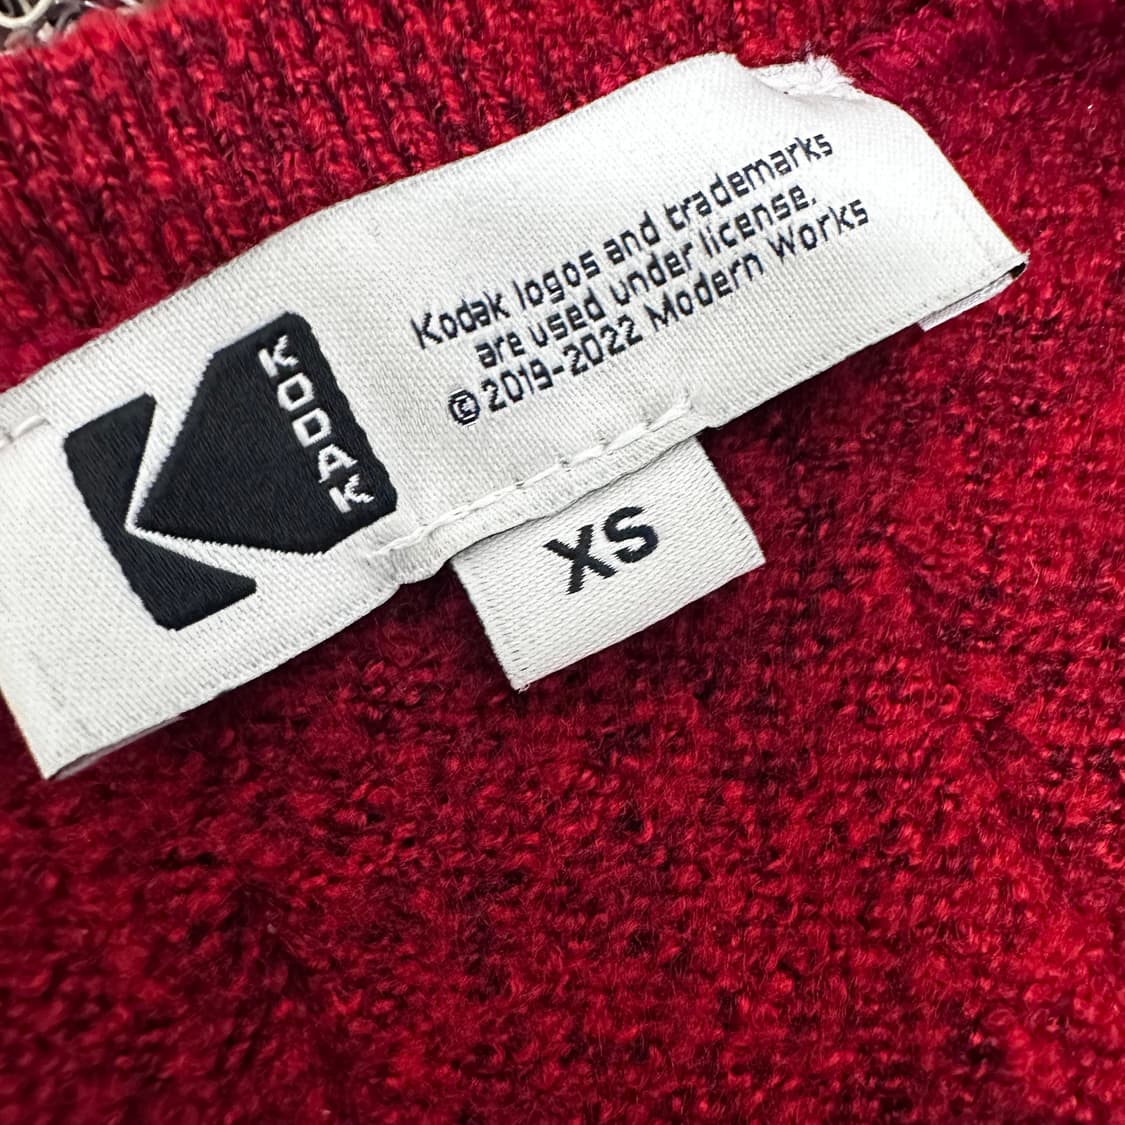 KODAK
Kodak logos and trademarks
are used under license.
© 2019-2022 Modern Works
XS